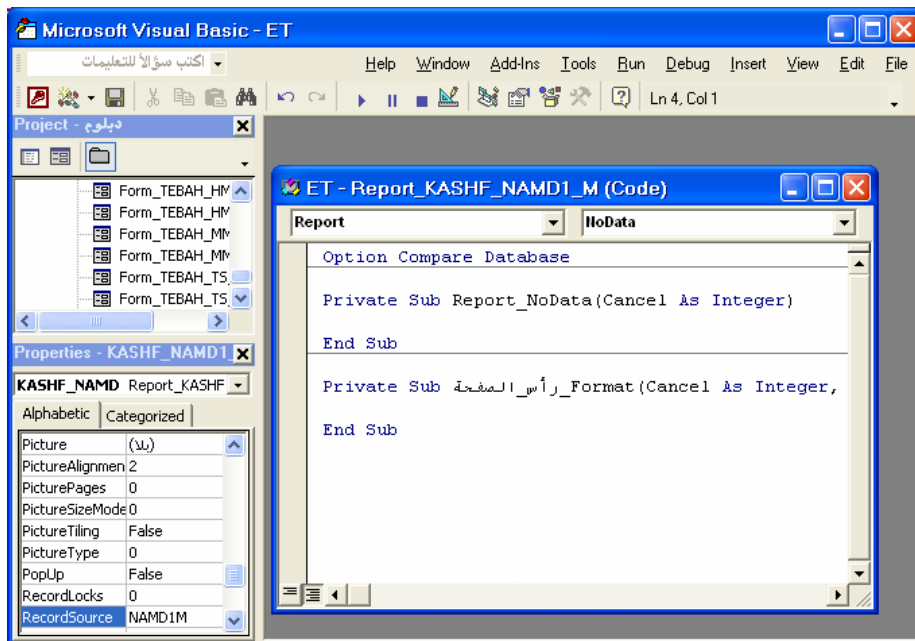 Microsoft Visual Basic - ET
اكتب سؤالاً للتعليمات
Help Window Add-Ins Tools Run Debug Insert View Edit File
Ln 4, Col 1
Project - دبلوم
Form_TEBAH_HM
Form_TEBAH_HM
Form_TEBAH_MM
Form_TEBAH_MM
Form_TEBAH_TS
Form_TEBAH_TS
Properties - KASHF_NAMD1
KASHF_NAMD Report_KASHF
Alphabetic Categorized
Picture (بلا)
PictureAlignmen 2
PicturePages 0
PictureSizeMode 0
PictureTiling False
PictureType 0
PopUp False
RecordLocks 0
RecordSource NAMD1M
ET - Report_KASHF_NAMD1_M (Code)
Report NoData
Option Compare Database
Private Sub Report_NoData(Cancel As Integer)
End Sub
Private Sub رأس_الصفحة_Format(Cancel As Integer,
End Sub